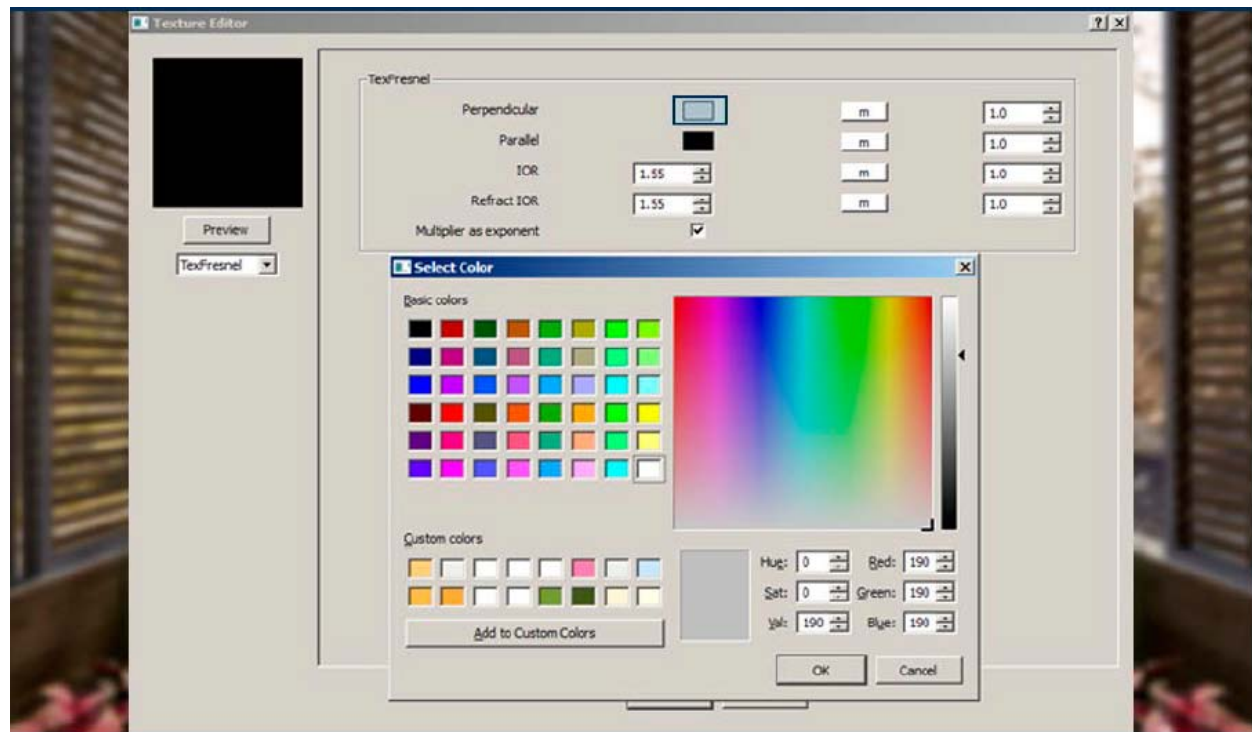 Texture Editor
TexFresnel
Perpendicular m 1.0
Parallel m 1.0
IOR 1.55 m 1.0
Refract IOR 1.55 m 1.0
Multiplier as exponent
Preview
TexFresnel
Select Color
Basic colors
Custom colors
Hue: 0 Red: 190
Sat: 0 Green: 190
Val: 190 Blue: 190
Add to Custom Colors
OK Cancel